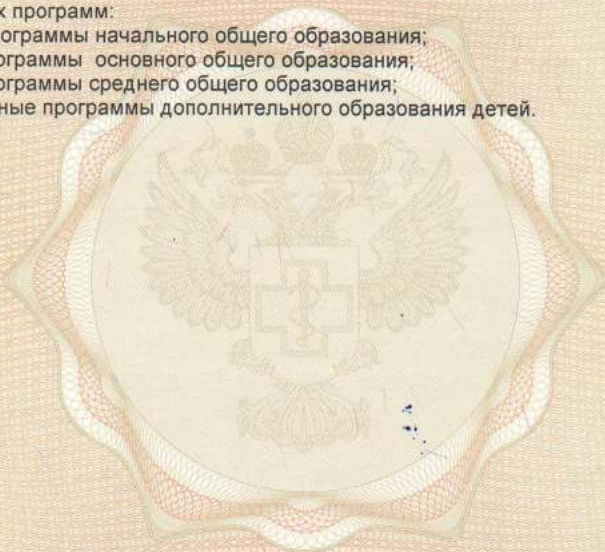 х программ:
ограммы начального общего образования;
ограммы основного общего образования;
ограммы среднего общего образования;
ные программы дополнительного образования детей.